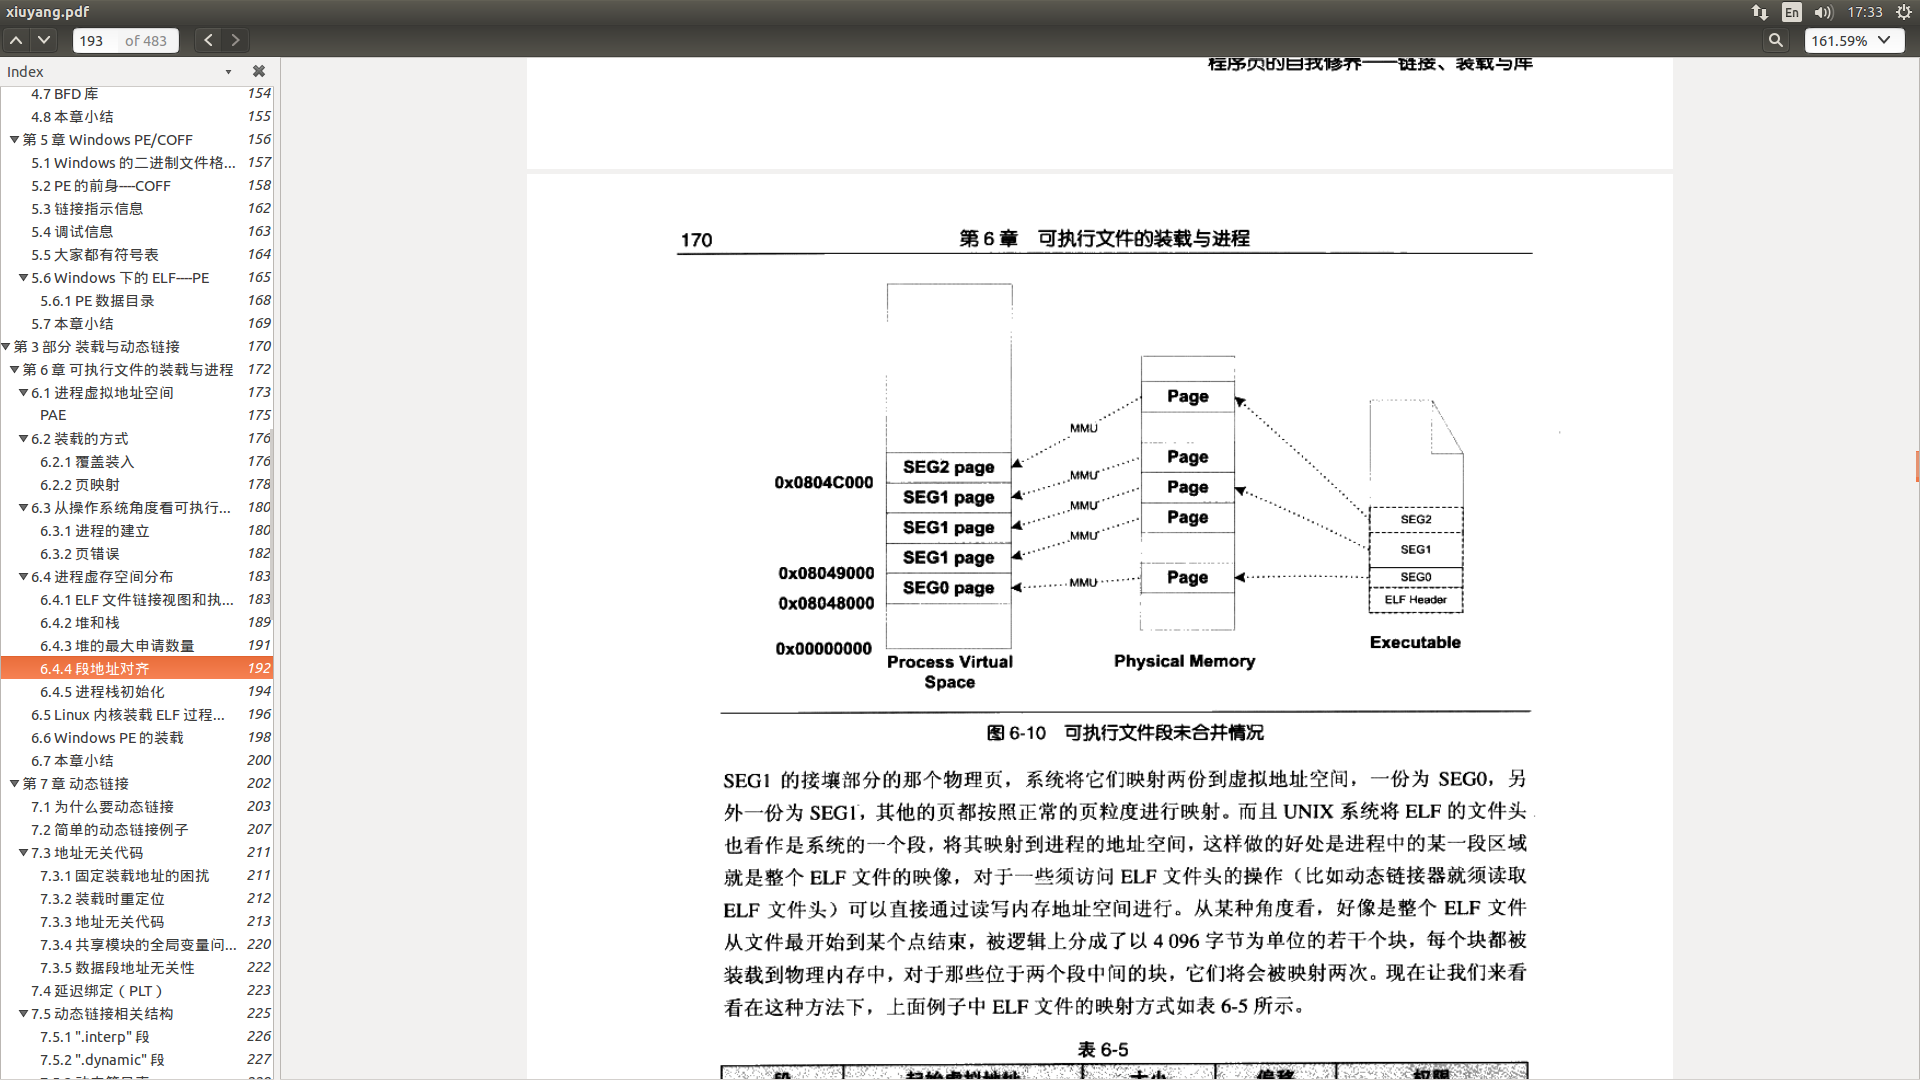 xiuyang.pdf
En
17:33
193 of 483
161.59%
Index
4.7 BFD 库 154
4.8 本章小结 155
第 5 章 Windows PE/COFF 156
5.1 Windows 的二进制文件格... 157
5.2 PE 的前身----COFF 158
5.3 链接指示信息 162
5.4 调试信息 163
5.5 大家都有符号表 164
5.6 Windows 下的 ELF----PE 165
5.6.1 PE 数据目录 168
5.7 本章小结 169
第 3 部分 装载与动态链接 170
第 6 章 可执行文件的装载与进程 172
6.1 进程虚拟地址空间 173
PAE 175
6.2 装载的方式 176
6.2.1 覆盖装入 176
6.2.2 页映射 178
6.3 从操作系统角度看可执行... 180
6.3.1 进程的建立 180
6.3.2 页错误 182
6.4 进程虚存空间分布 183
6.4.1 ELF 文件链接视图和执... 183
6.4.2 堆和栈 189
6.4.3 堆的最大申请数量 191
6.4.4 段地址对齐 192
6.4.5 进程栈初始化 194
6.5 Linux 内核装载 ELF 过程... 196
6.6 Windows PE 的装载 198
6.7 本章小结 200
第 7 章 动态链接 202
7.1 为什么要动态链接 203
7.2 简单的动态链接例子 207
7.3 地址无关代码 211
7.3.1 固定装载地址的困扰 211
7.3.2 装载时重定位 212
7.3.3 地址无关代码 213
7.3.4 共享模块的全局变量问... 220
7.3.5 数据段地址无关性 222
7.4 延迟绑定（PLT） 223
7.5 动态链接相关结构 225
7.5.1 ".interp" 段 226
7.5.2 ".dynamic" 段 227
程序员的自我修养——链接、装载与库
170 第 6 章 可执行文件的装载与进程
Page
MMU
SEG2 page
0x0804C000
Page
MMU
SEG1 page
Page
MMU
SEG1 page
Page
MMU
SEG1 page
0x08049000
Page
MMU
SEG0 page
0x08048000
0x00000000
SEG2
SEG1
SEG0
ELF Header
Process Virtual
Space
Physical Memory
Executable
图 6-10 可执行文件段未合并情况
SEG1 的接壤部分的那个物理页，系统将它们映射两份到虚拟地址空间，一份为 SEG0，另
外一份为 SEG1，其他的页都按照正常的页粒度进行映射。而且 UNIX 系统将 ELF 的文件头
也看作是系统的一个段，将其映射到进程的地址空间，这样做的好处是进程中的某一段区域
就是整个 ELF 文件的映像，对于一些须访问 ELF 文件头的操作（比如动态链接器就须读取
ELF 文件头）可以直接通过读写内存地址空间进行。从某种角度看，好像是整个 ELF 文件
从文件最开始到某个点结束，被逻辑上分成了以 4 096 字节为单位的若干个块，每个块都被
装载到物理内存中，对于那些位于两个段中间的块，它们将会被映射两次。现在让我们来看
看在这种方法下，上面例子中 ELF 文件的映射方式如表 6-5 所示。
表 6-5
段 起始虚拟地址 大小 偏移 权限